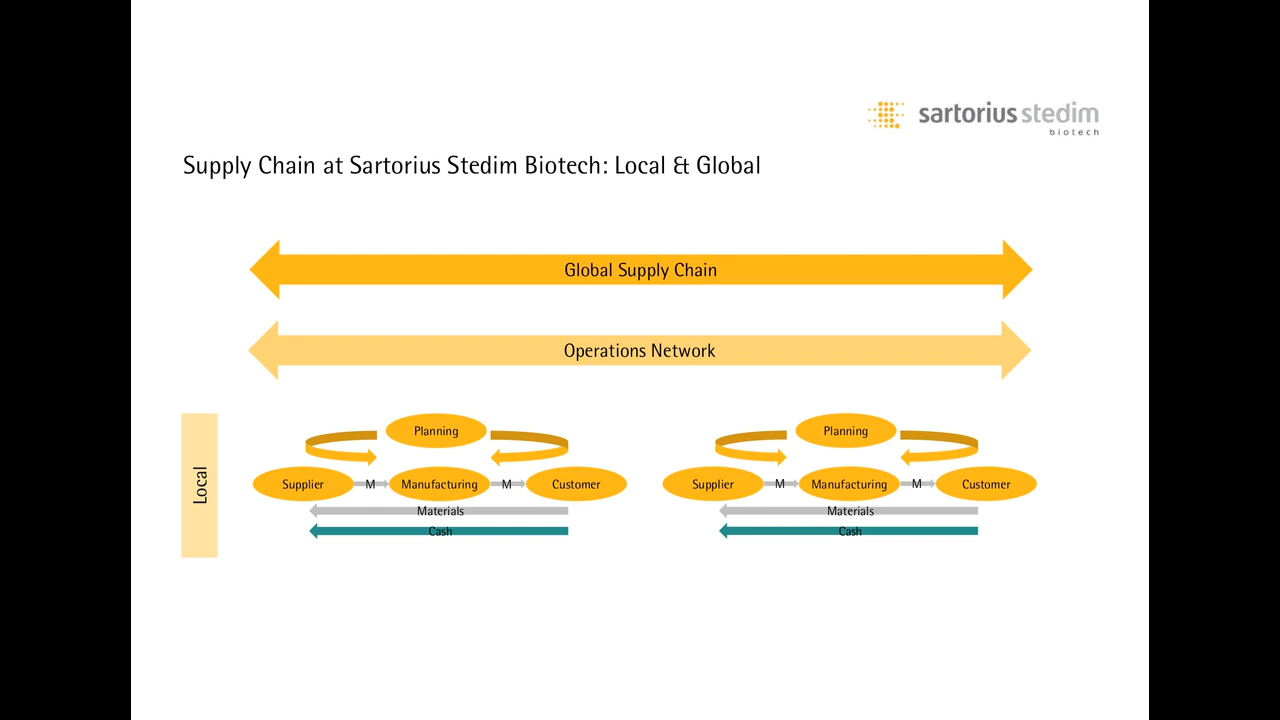 sartorius stedim
biotech
Supply Chain at Sartorius Stedim Biotech: Local & Global
Global Supply Chain
Operations Network
Local
Planning
Supplier
M
Manufacturing
M
Customer
Materials
Cash
Planning
Supplier
M
Manufacturing
M
Customer
Materials
Cash